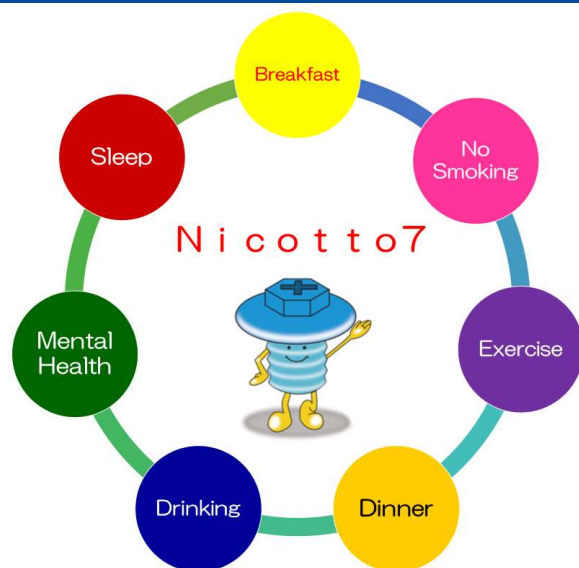 Breakfast
No
Smoking
Exercise
Dinner
Drinking
Mental
Health
Sleep
Nicotto7